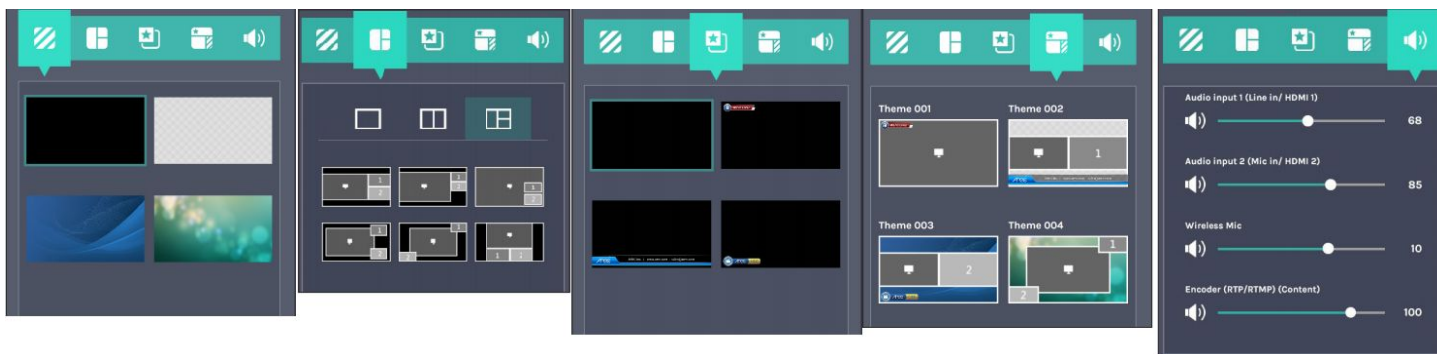 1
2
1
2
1
2
1
2
1
2
1
2
Theme 001
Theme 002
1
Theme 003
Theme 004
2
1
2
Audio input 1 (Line in/ HDMI 1)
68
Audio input 2 (Mic in/ HDMI 2)
85
Wireless Mic
10
Encoder (RTP/RTMP) (Content)
100